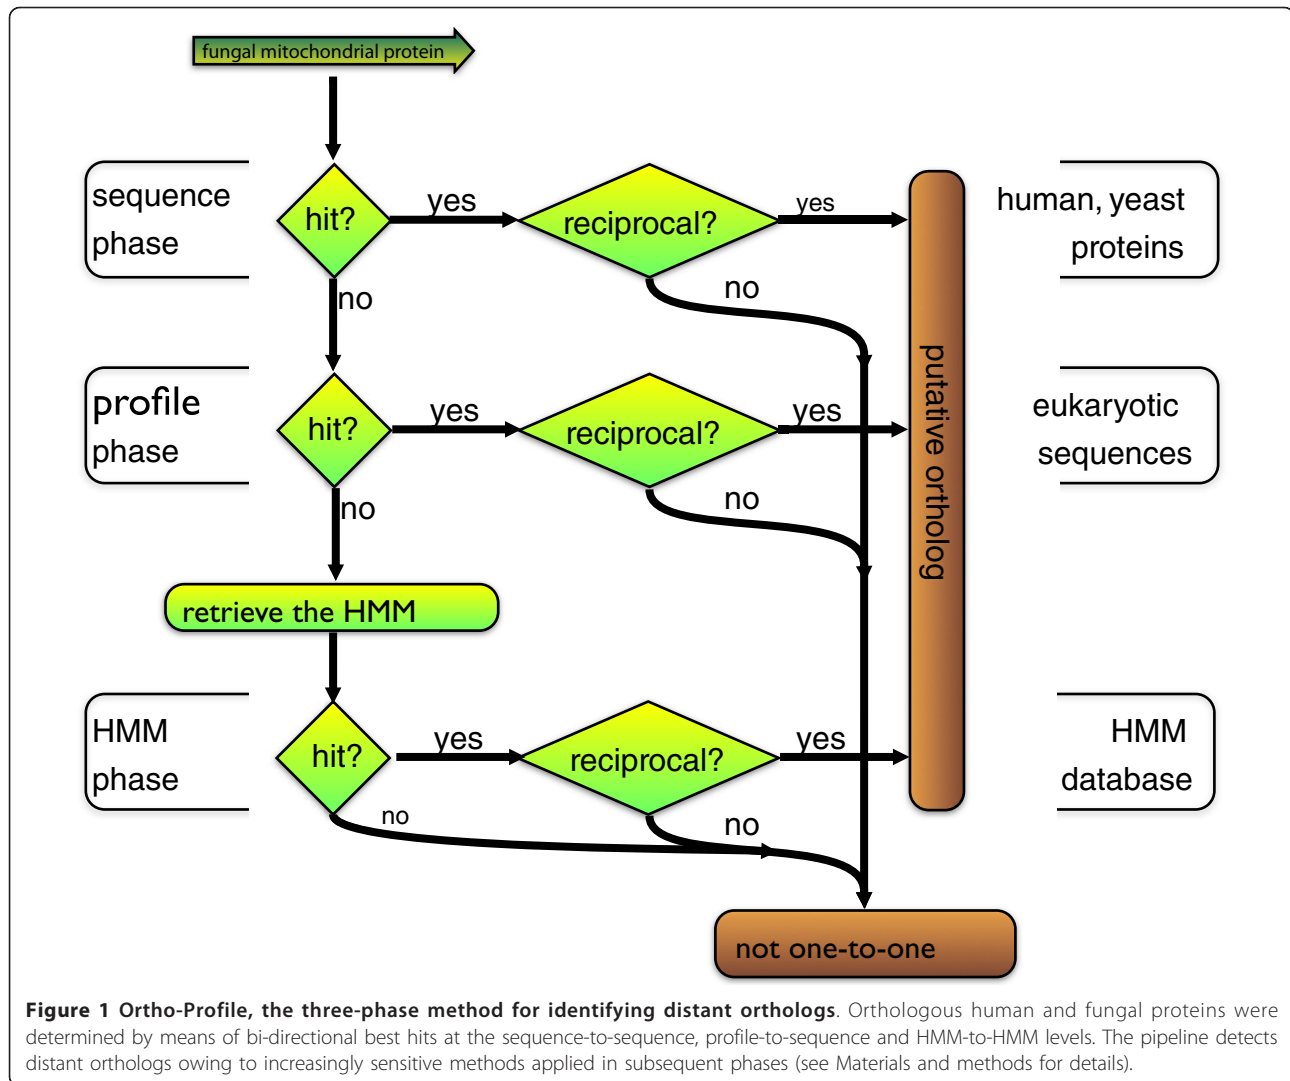 fungal mitochondrial protein
sequence
phase
hit?
yes
reciprocal?
yes
human, yeast
proteins
no
no
profile
phase
hit?
yes
reciprocal?
yes
eukaryotic
sequences
putative ortholog
no
no
retrieve the HMM
HMM
phase
hit?
yes
reciprocal?
yes
HMM
database
no
no
not one-to-one
Figure 1 Ortho-Profile, the three-phase method for identifying distant orthologs. Orthologous human and fungal proteins were
determined by means of bi-directional best hits at the sequence-to-sequence, profile-to-sequence and HMM-to-HMM levels. The pipeline detects
distant orthologs owing to increasingly sensitive methods applied in subsequent phases (see Materials and methods for details).